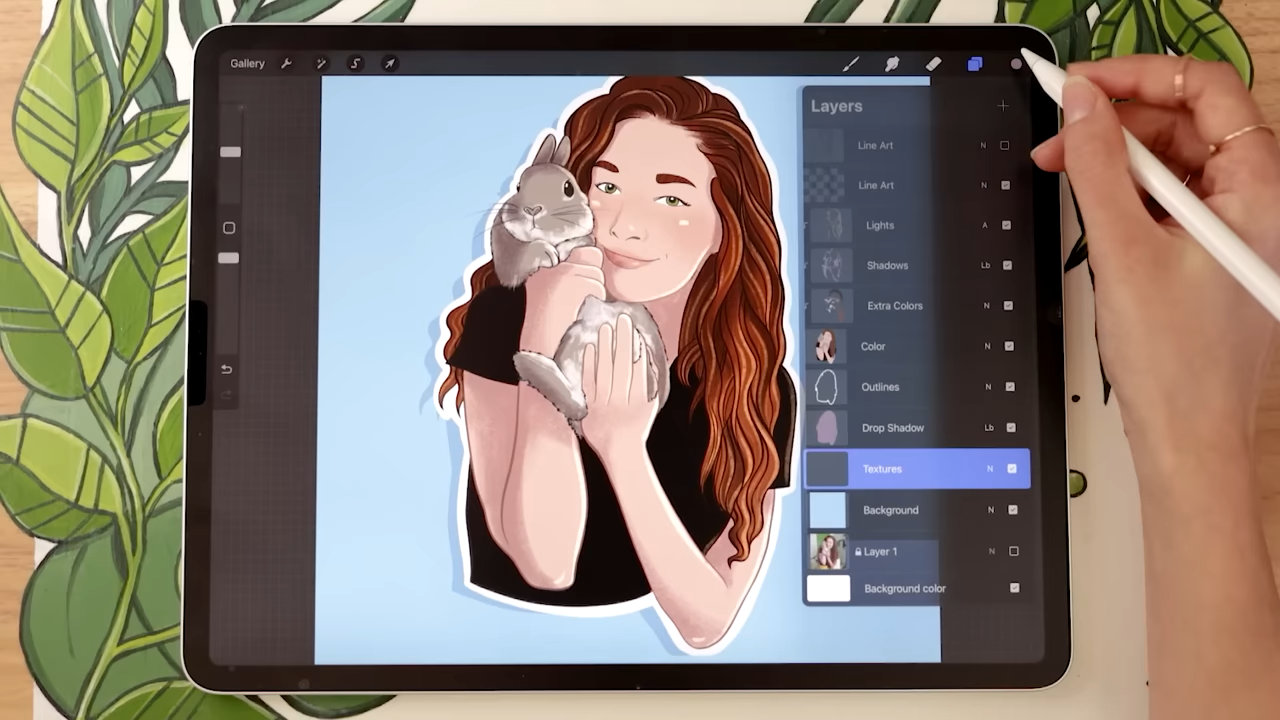 Gallery
Layers
Line Art N
Line Art N
Lights A
Shadows Lb
Extra Colors N
Color N
Outlines N
Drop Shadow Lb
Textures N
Background N
Layer 1 N
Background color